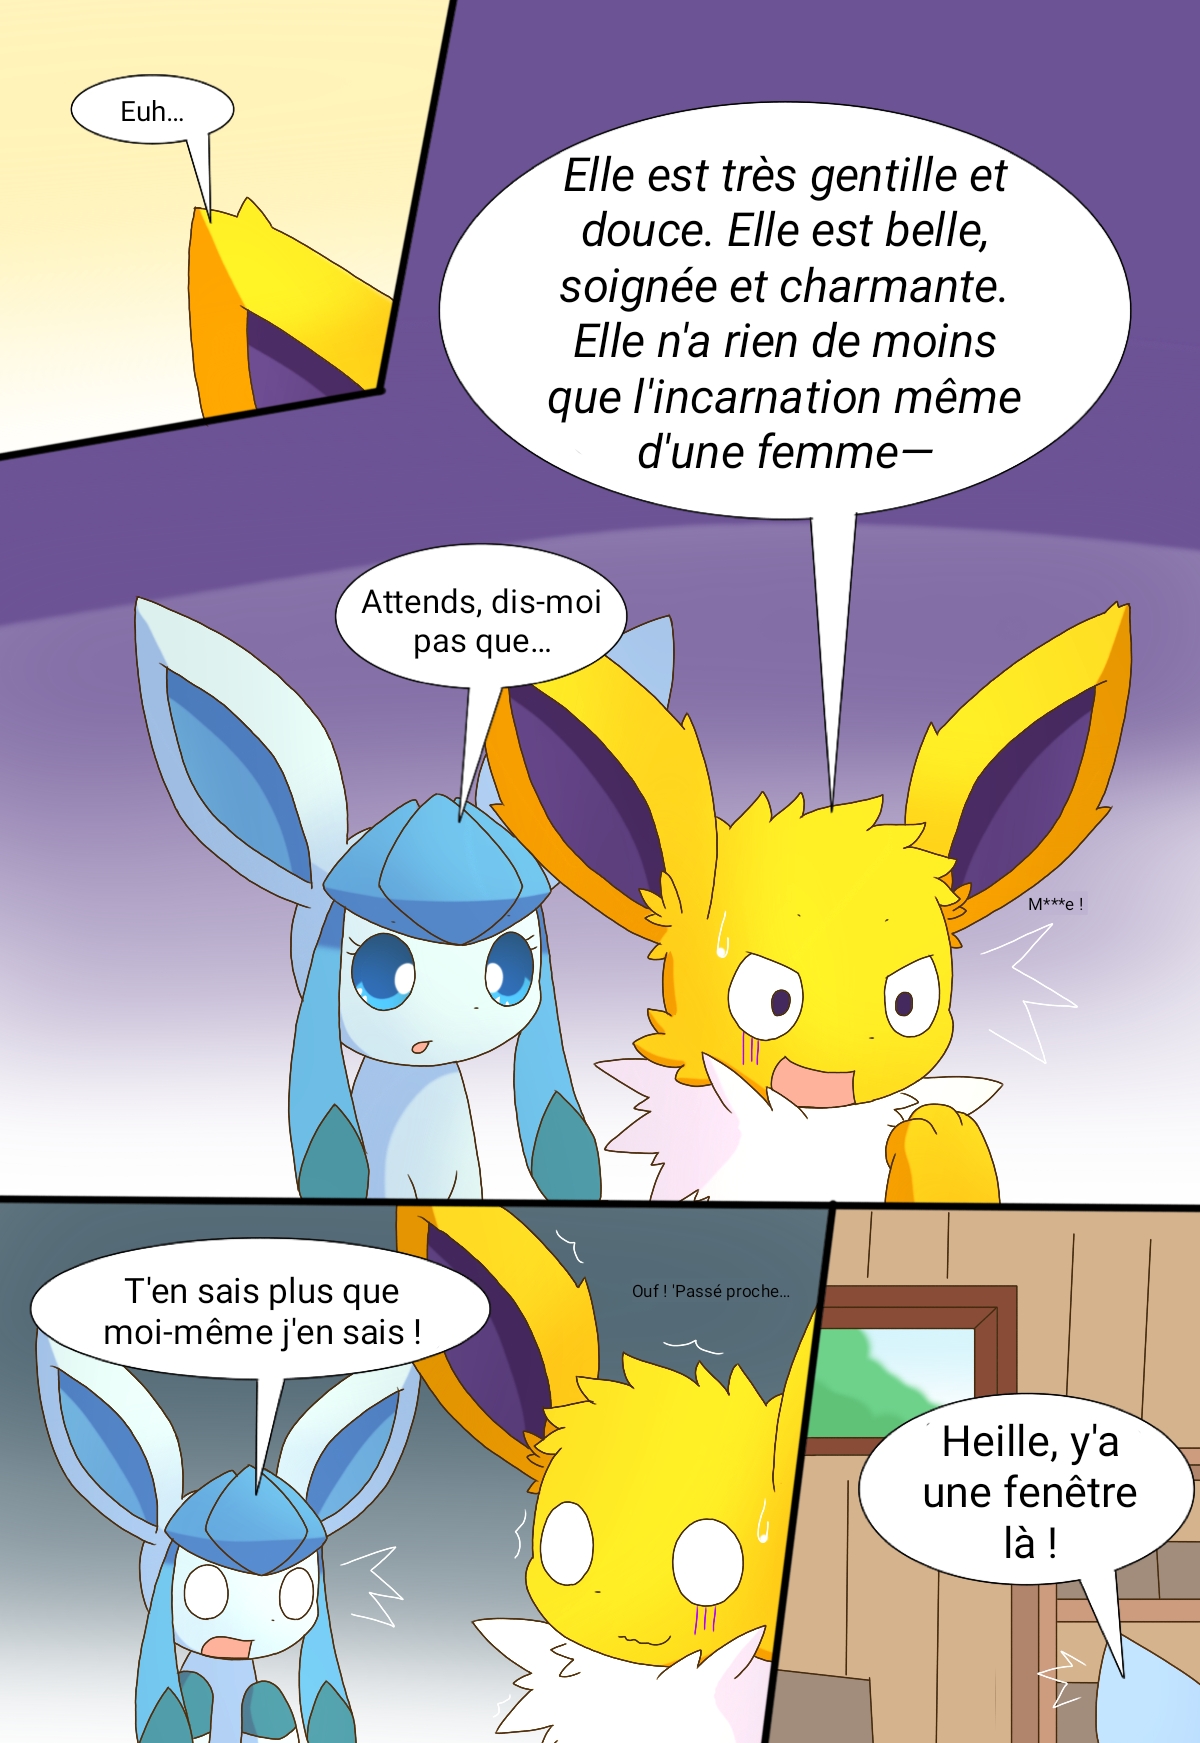 Euh...
Elle est très gentille et
douce. Elle est belle,
soignée et charmante.
Elle n'a rien de moins
que l'incarnation même
d'une femme—
Attends, dis-moi
pas que...
M***e !
T'en sais plus que
moi-même j'en sais !
Ouf ! 'Passé proche...
Heille, y'a
une fenêtre
là !